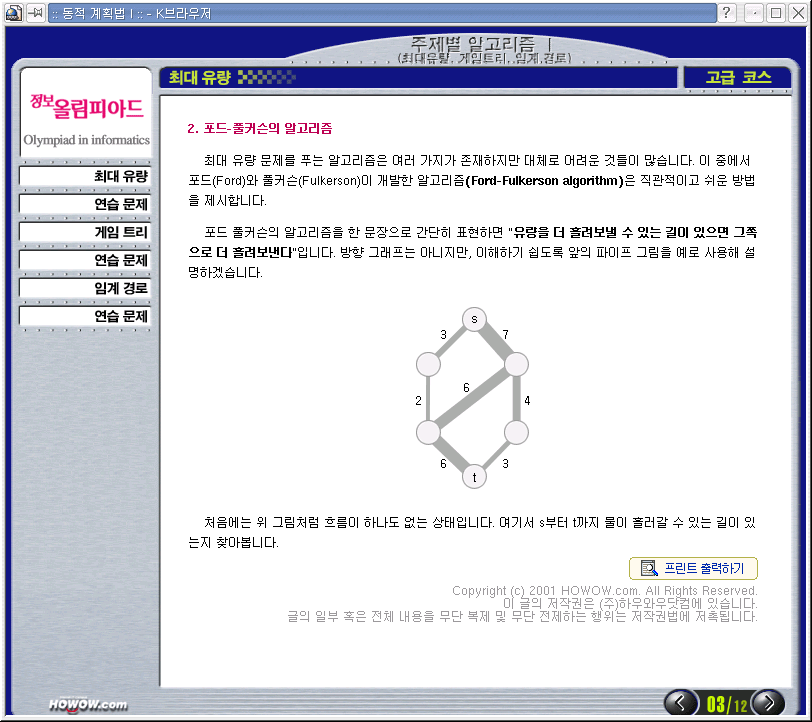 :: 동적 계획법 I :: - K브라우저
주제별 알고리즘 I
(최대유량, 게임트리, 임계경로)
정보올림피아드
Olympiad in informatics
최대 유량
연습 문제
게임 트리
연습 문제
임계 경로
연습 문제
최대 유량
고급 코스
2. 포드-풀커슨의 알고리즘
최대 유량 문제를 푸는 알고리즘은 여러 가지가 존재하지만 대체로 어려운 것들이 많습니다. 이 중에서
포드(Ford)와 풀커슨(Fulkerson)이 개발한 알고리즘(Ford-Fulkerson algorithm)은 직관적이고 쉬운 방법
을 제시합니다.
포드 풀커슨의 알고리즘을 한 문장으로 간단히 표현하면 "유량을 더 흘려보낼 수 있는 길이 있으면 그쪽
으로 더 흘려보낸다"입니다. 방향 그래프는 아니지만, 이해하기 쉽도록 앞의 파이프 그림을 예로 사용해 설
명하겠습니다.
s
3
7
6
2
4
6
3
t
처음에는 위 그림처럼 흐름이 하나도 없는 상태입니다. 여기서 s부터 t까지 물이 흘러갈 수 있는 길이 있
는지 찾아봅니다.
프린트 출력하기
Copyright (c) 2001 HOWOW.com. All Rights Reserved.
이 글의 저작권은 (주)하우와우닷컴에 있습니다.
글의 일부 혹은 전체 내용을 무단 복제 및 무단 전제하는 행위는 저작권법에 저촉됩니다.
HOWOW.com
03/12